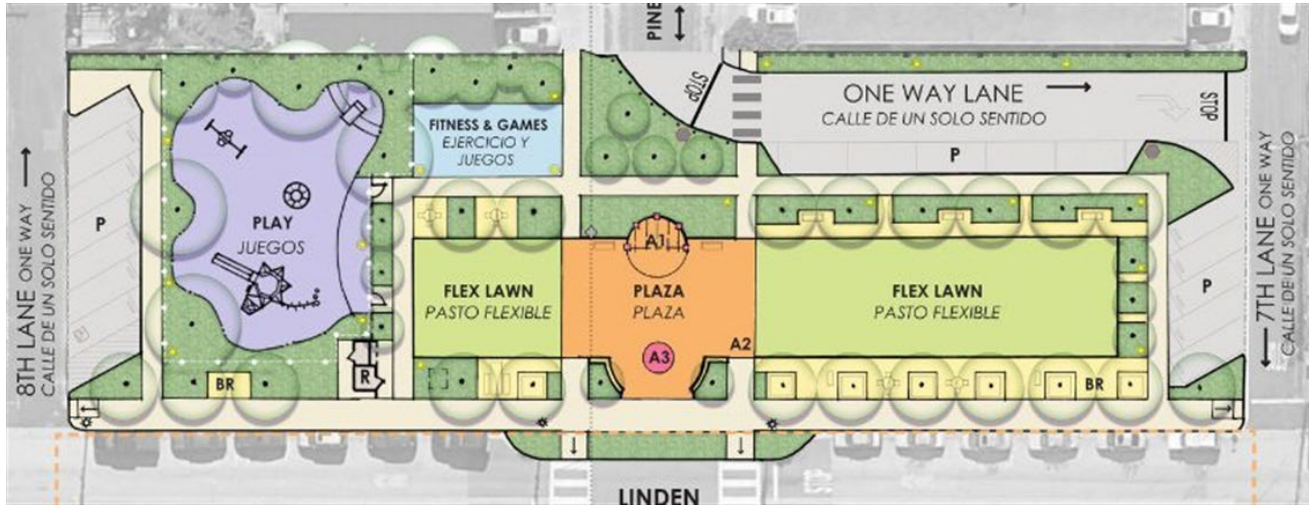 PINE
STOP
ONE WAY LANE
CALLE DE UN SOLO SENTIDO
STOP
FITNESS & GAMES
EJERCICIO Y
JUEGOS
P
8TH LANE ONE WAY
CALLE DE UN SOLO SENTIDO
P
PLAY
JUEGOS
A1
7TH LANE ONE WAY
CALLE DE UN SOLO SENTIDO
P
FLEX LAWN
PASTO FLEXIBLE
PLAZA
PLAZA
FLEX LAWN
PASTO FLEXIBLE
A2
A3
R
BR
BR
LINDEN